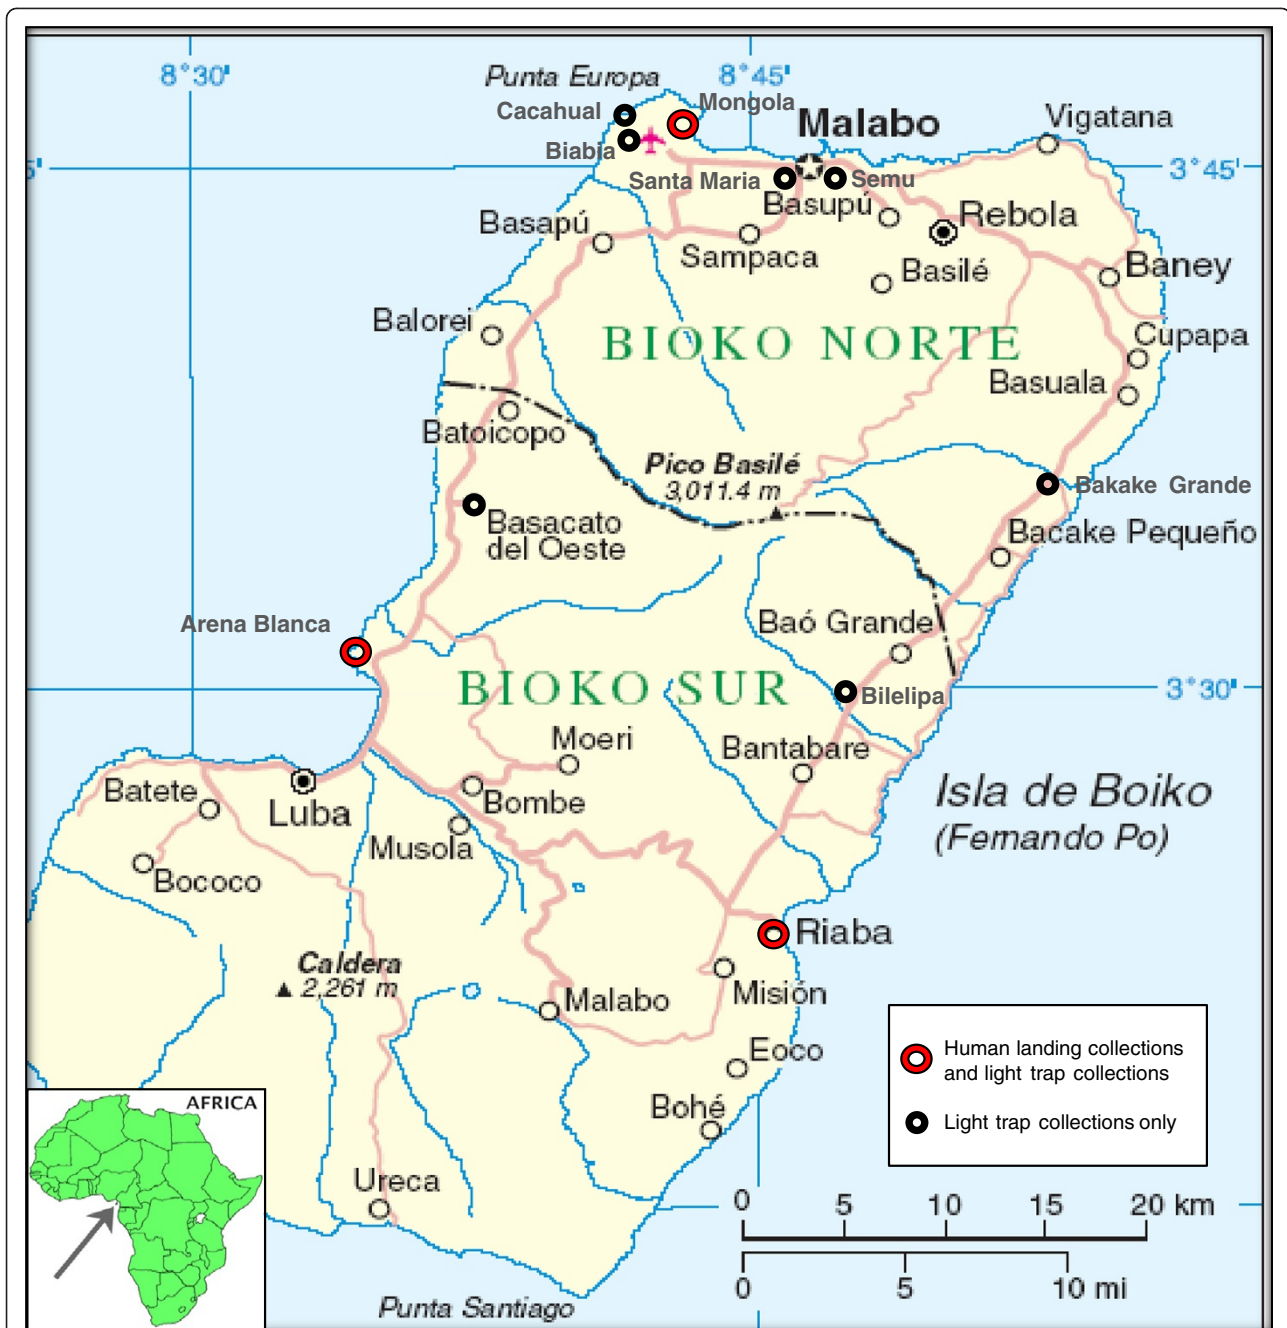 8°30'
Punta Europa
8°45'
Cacahual
Mongola
Malabo
Vigatana
Biabia
5'
3°45'
Santa Maria
Semu
Basupú
Rebola
Basapú
Sampaca
Basilé
Baney
Balorei
BIOKO NORTE
Cupapa
Basuala
Batoicopo
Pico Basilé
3,011.4 m
Bakake Grande
Basacato
del Oeste
Bacake Pequeño
Arena Blanca
Baó Grande
BIOKO SUR
3°30'
Bilelipa
Moeri
Bantabare
Batete
Luba
Bombe
Isla de Boiko
(Fernando Po)
Musola
Bococo
Riaba
Caldera
2,261 m
Malabo
Misión
Eoco
Bohé
Human landing collections
and light trap collections
Light trap collections only
AFRICA
Ureca
0 5 10 15 20 km
0 5 10 mi
Punta Santiago